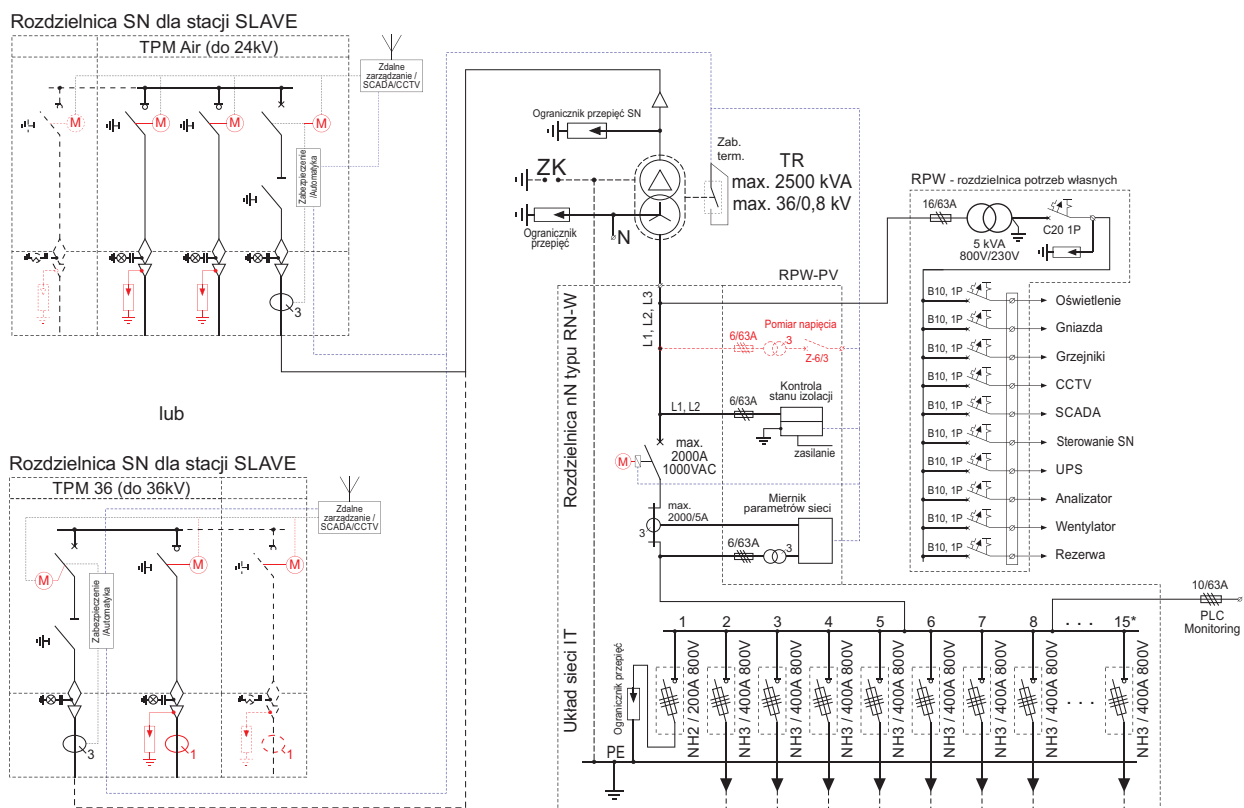 Rozdzielnica SN dla stacji SLAVE
TPM Air (do 24kV)
Zdalne
zarządzanie /
SCADA/CCTV
M
M
M
M
Zabezpieczenie
/Automatyka
3
lub
Rozdzielnica SN dla stacji SLAVE
TPM 36 (do 36kV)
Zdalne
zarządzanie /
SCADA/CCTV
M
M
M
Zabezpieczenie
/Automatyka
3
1
1
Ogranicznik przepięć SN
ZK
Ogranicznik
przepięć
N
Zab.
term.
TR
max. 2500 kVA
max. 36/0,8 kV
RPW - rozdzielnica potrzeb własnych
16/63A
5 kVA
800V/230V
C20 1P
B10, 1P
Oświetlenie
B10, 1P
Gniazda
B10, 1P
Grzejniki
B10, 1P
CCTV
B10, 1P
SCADA
B10, 1P
Sterowanie SN
B10, 1P
UPS
B10, 1P
Analizator
B10, 1P
Wentylator
B10, 1P
Rezerwa
RPW-PV
Rozdzielnica nN typu RN-W
L1, L2, L3
Pomiar napięcia
6/63A
3
Z-6/3
Kontrola
stanu izolacji
L1, L2
6/63A
zasilanie
M
max.
2000A
1000VAC
max.
2000/5A
3
Miernik
parametrów sieci
6/63A
3
10/63A
PLC
Monitoring
Układ sieci IT
Ogranicznik przepięć
PE
1
2
3
4
5
6
7
8
. . .
15*
NH2 / 200A 800V
NH3 / 400A 800V
NH3 / 400A 800V
NH3 / 400A 800V
NH3 / 400A 800V
NH3 / 400A 800V
NH3 / 400A 800V
NH3 / 400A 800V
. . .
NH3 / 400A 800V